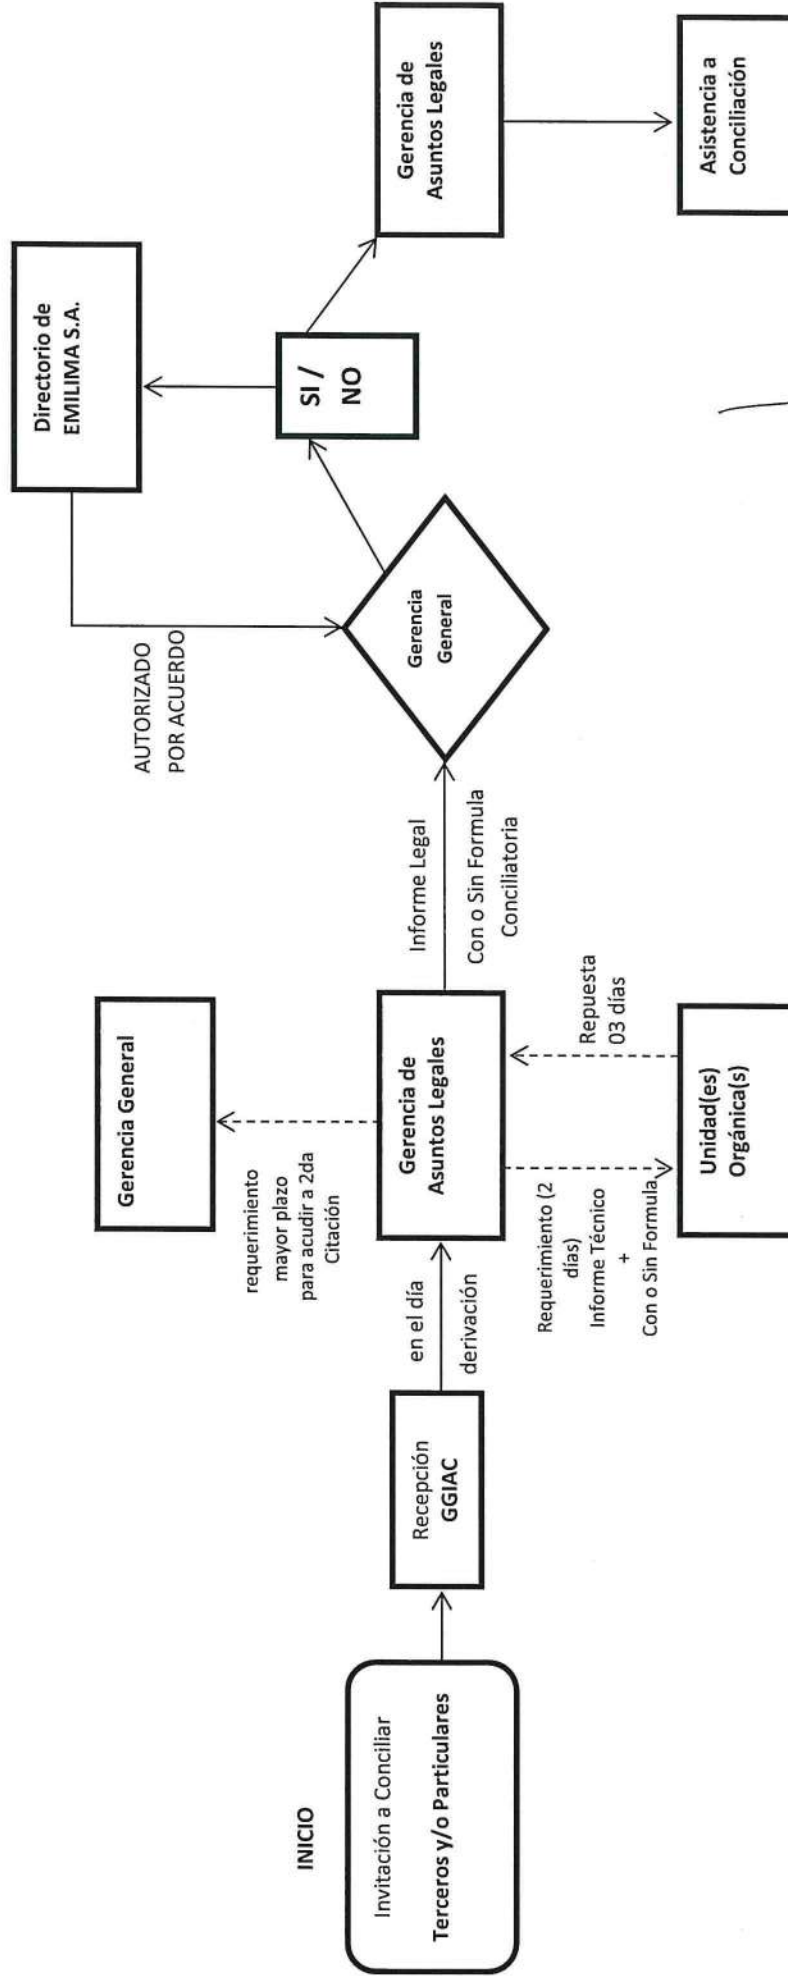 INICIO
Invitación a Conciliar
Terceros y/o Particulares
Recepción
GGIAC
en el día
derivación
Gerencia General
requerimiento
mayor plazo
para acudir a 2da
Citación
Gerencia de
Asuntos Legales
Requerimiento (2
días)
Informe Técnico
+
Con o Sin Formula
Repuesta
03 días
Unidad(es)
Orgánica(s)
Informe Legal
Con o Sin Formula
Conciliatoria
Gerencia
General
AUTORIZADO
POR ACUERDO
Directorio de
EMILIMA S.A.
SI /
NO
Gerencia de
Asuntos Legales
Asistencia a
Conciliación